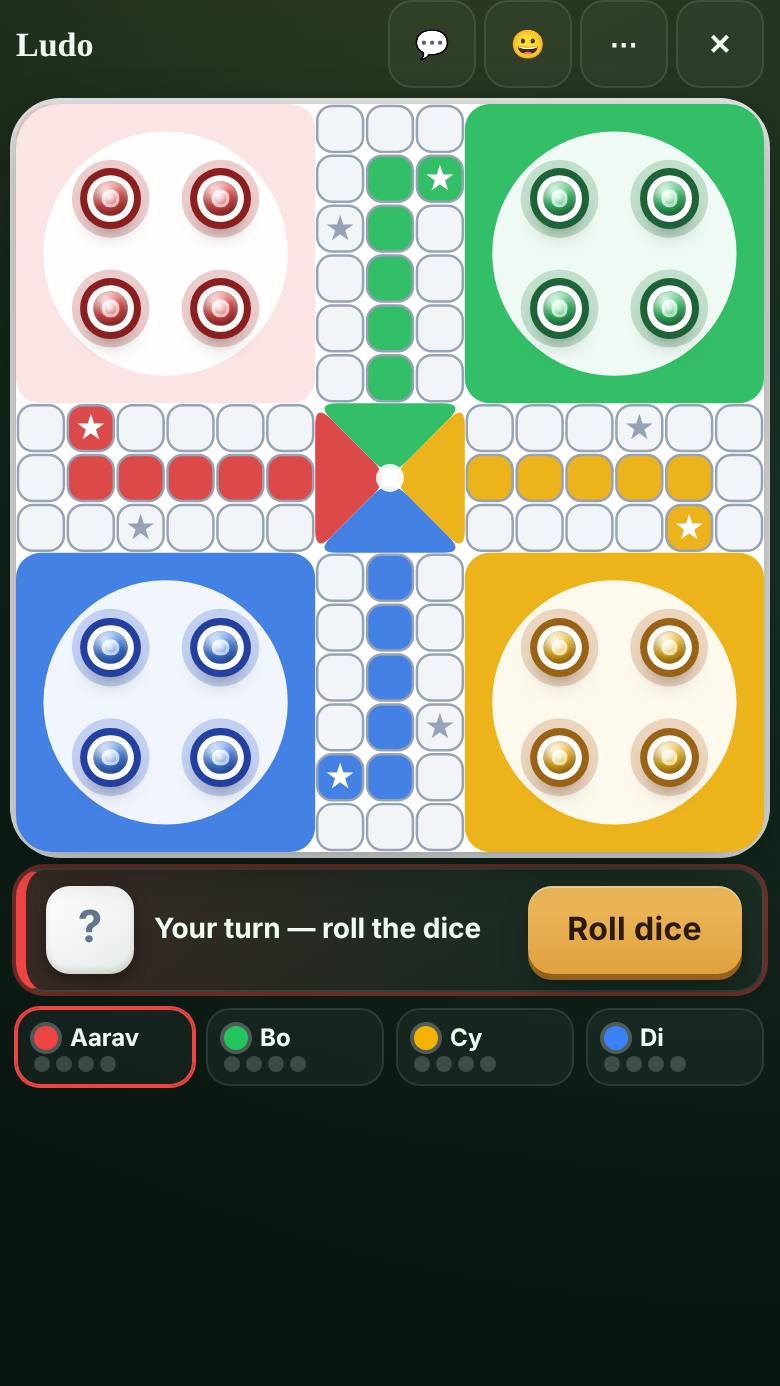 Ludo
?
Your turn — roll the dice
Roll dice
Aarav
Bo
Cy
Di